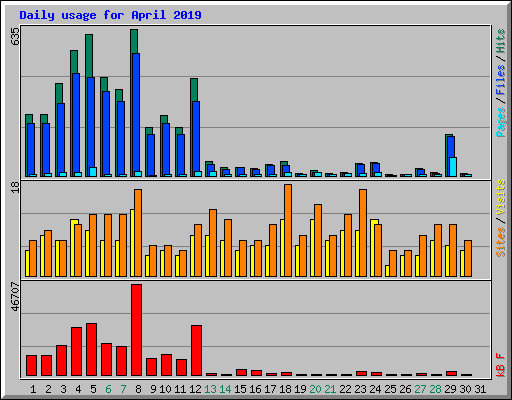 Daily usage for April 2019
635
18
46707
Pages / Files / Hits
Sites / Visits
kB F
1 2 3 4 5 6 7 8 9 10 11 12 13 14 15 16 17 18 19 20 21 22 23 24 25 26 27 28 29 30 31